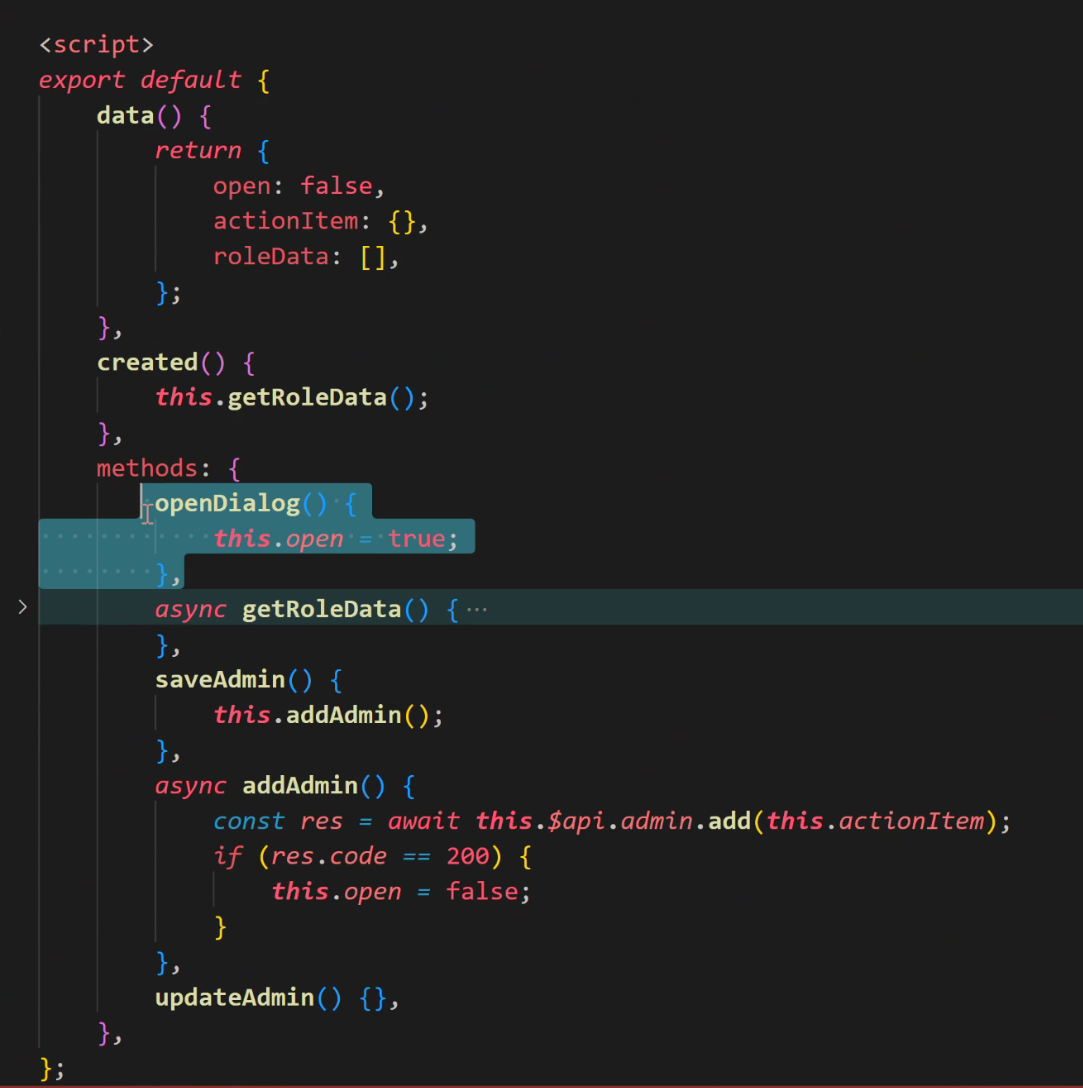 <script>
export default {
    data() {
        return {
            open: false,
            actionItem: {},
            roleData: [],
        };
    },
    created() {
        this.getRoleData();
    },
    methods: {
        openDialog() {
            this.open = true;
        },
        async getRoleData() {···
        },
        saveAdmin() {
            this.addAdmin();
        },
        async addAdmin() {
            const res = await this.$api.admin.add(this.actionItem);
            if (res.code == 200) {
                this.open = false;
            }
        },
        updateAdmin() {},
    },
};